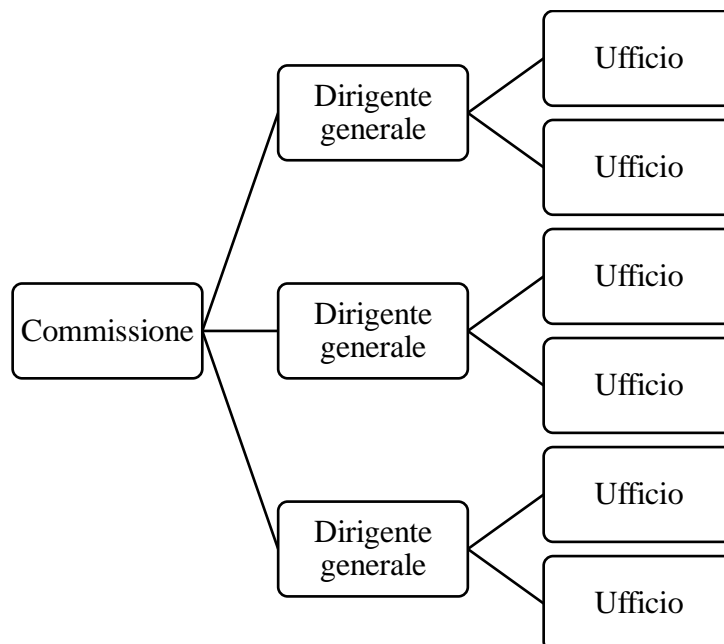 Ufficio
Dirigente
generale
Ufficio
Ufficio
Commissione
Dirigente
generale
Ufficio
Ufficio
Dirigente
generale
Ufficio